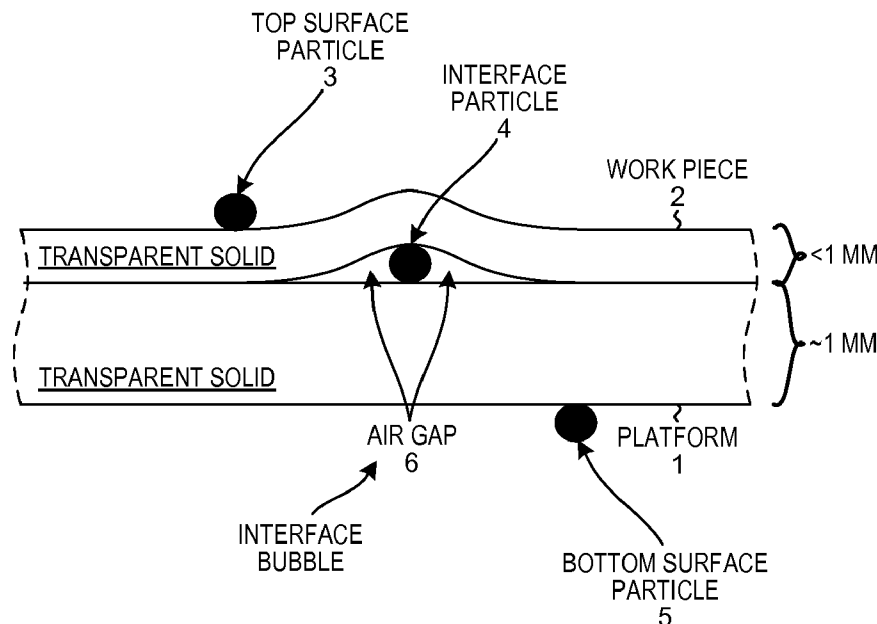 TOP SURFACE
PARTICLE
3
INTERFACE
PARTICLE
4
WORK PIECE
2
TRANSPARENT SOLID
<1 MM
TRANSPARENT SOLID
~1 MM
AIR GAP
6
PLATFORM
1
INTERFACE
BUBBLE
BOTTOM SURFACE
PARTICLE
5